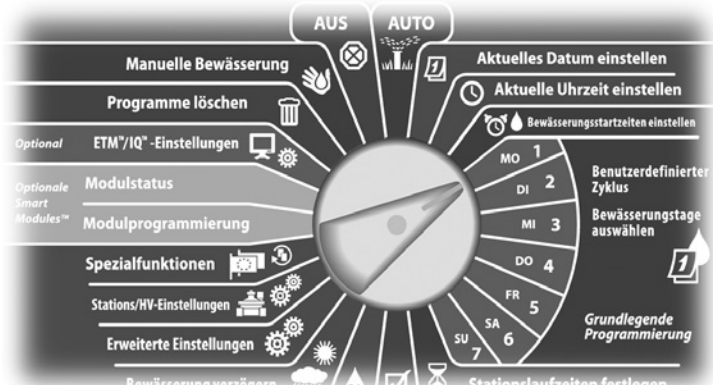 AUS
AUTO
Manuelle Bewässerung
Programme löschen
Optional
ETM™/IQ™ -Einstellungen
Optionale
Smart
Modules™
Modulstatus
Modulprogrammierung
Spezialfunktionen
Stations/HV-Einstellungen
Erweiterte Einstellungen
Bewässerung verzögern
Aktuelles Datum einstellen
Aktuelle Uhrzeit einstellen
Bewässerungsstartzeiten einstellen
MO 1
DI 2
MI 3
DO 4
FR 5
SA 6
SU 7
Benutzerdefinierter
Zyklus
Bewässerungstage
auswählen
Grundlegende
Programmierung
Stationslaufzeiten festlegen